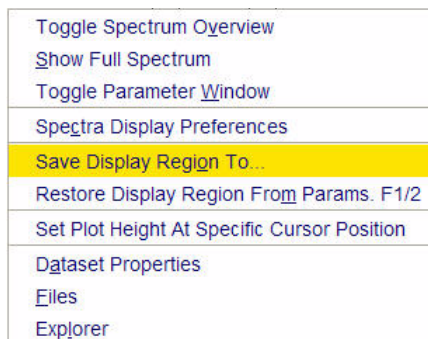 Toggle Spectrum Overview
Show Full Spectrum
Toggle Parameter Window
Spectra Display Preferences
Save Display Region To...
Restore Display Region From Params. F1/2
Set Plot Height At Specific Cursor Position
Dataset Properties
Files
Explorer